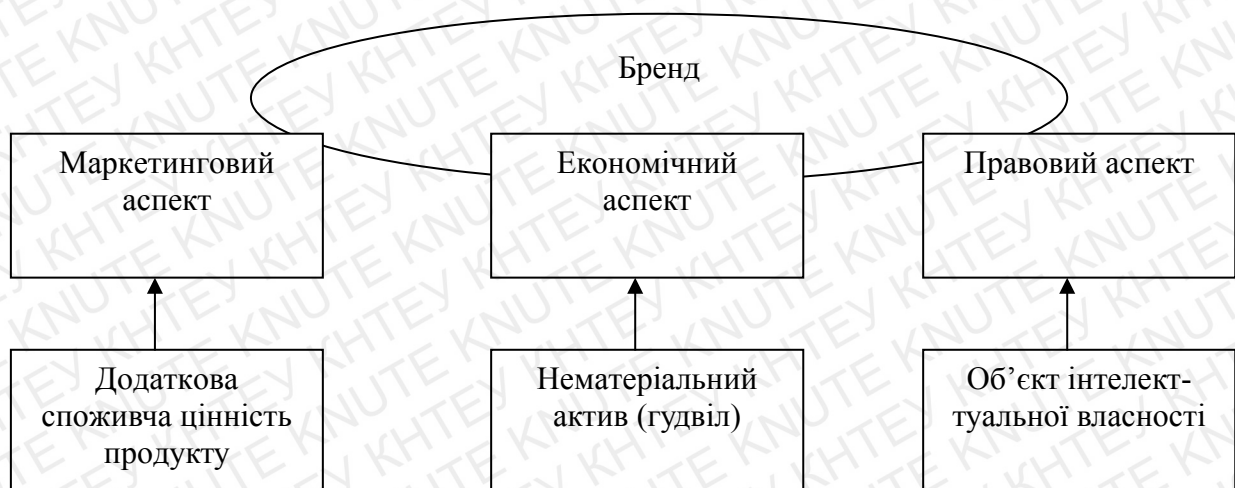 Бренд
Маркетинговий
аспект
Економічний
аспект
Правовий аспект
Додаткова
споживча цінність
продукту
Нематеріальний
актив (гудвіл)
Об’єкт інтелект-
туальної власності